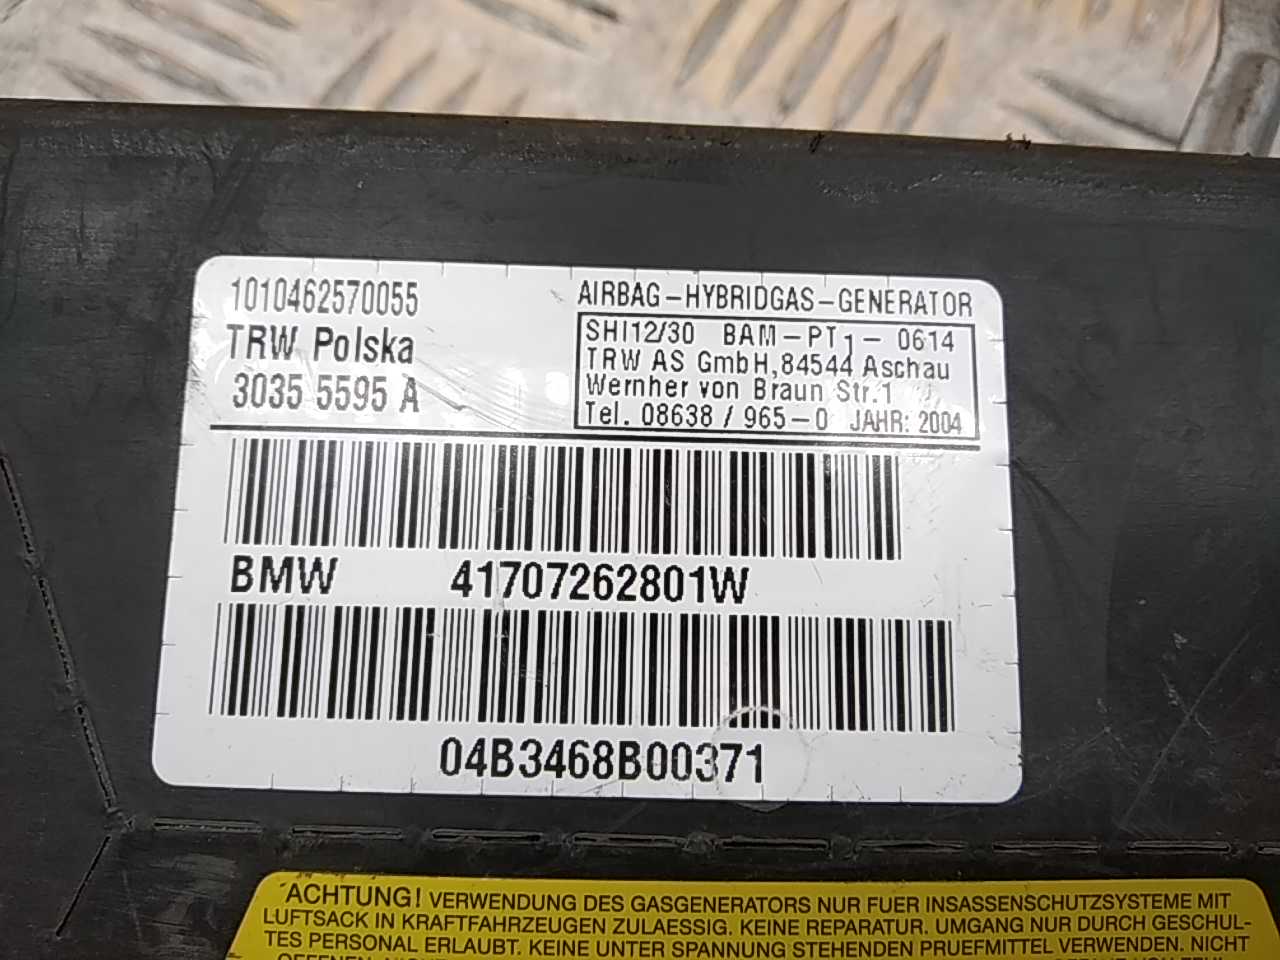 1010462570055
TRW Polska
3035 5595 A
AIRBAG-HYBRIDGAS-GENERATOR
SHI12/30 BAM-PT1-0614
TRW AS GmbH, 84544 Aschau
Wernher von Braun Str.1
Tel. 08638 / 965-0 JAHR: 2004
BMW 41707262801W
04B3468B00371
ACHTUNG! VERWENDUNG DES GASGENERATORS NUR FUER INSASSENSCHUTZSYSTEME MIT
LUFTSACK IN KRAFTFAHRZEUGEN ZULAESSIG. KEINE REPARATUR. UMGANG NUR DURCH GESCHUL-
TES PERSONAL ERLAUBT. KEINE UNTER SPANNUNG STEHENDEN PRUEFMITTEL VERWENDEN. NICHT